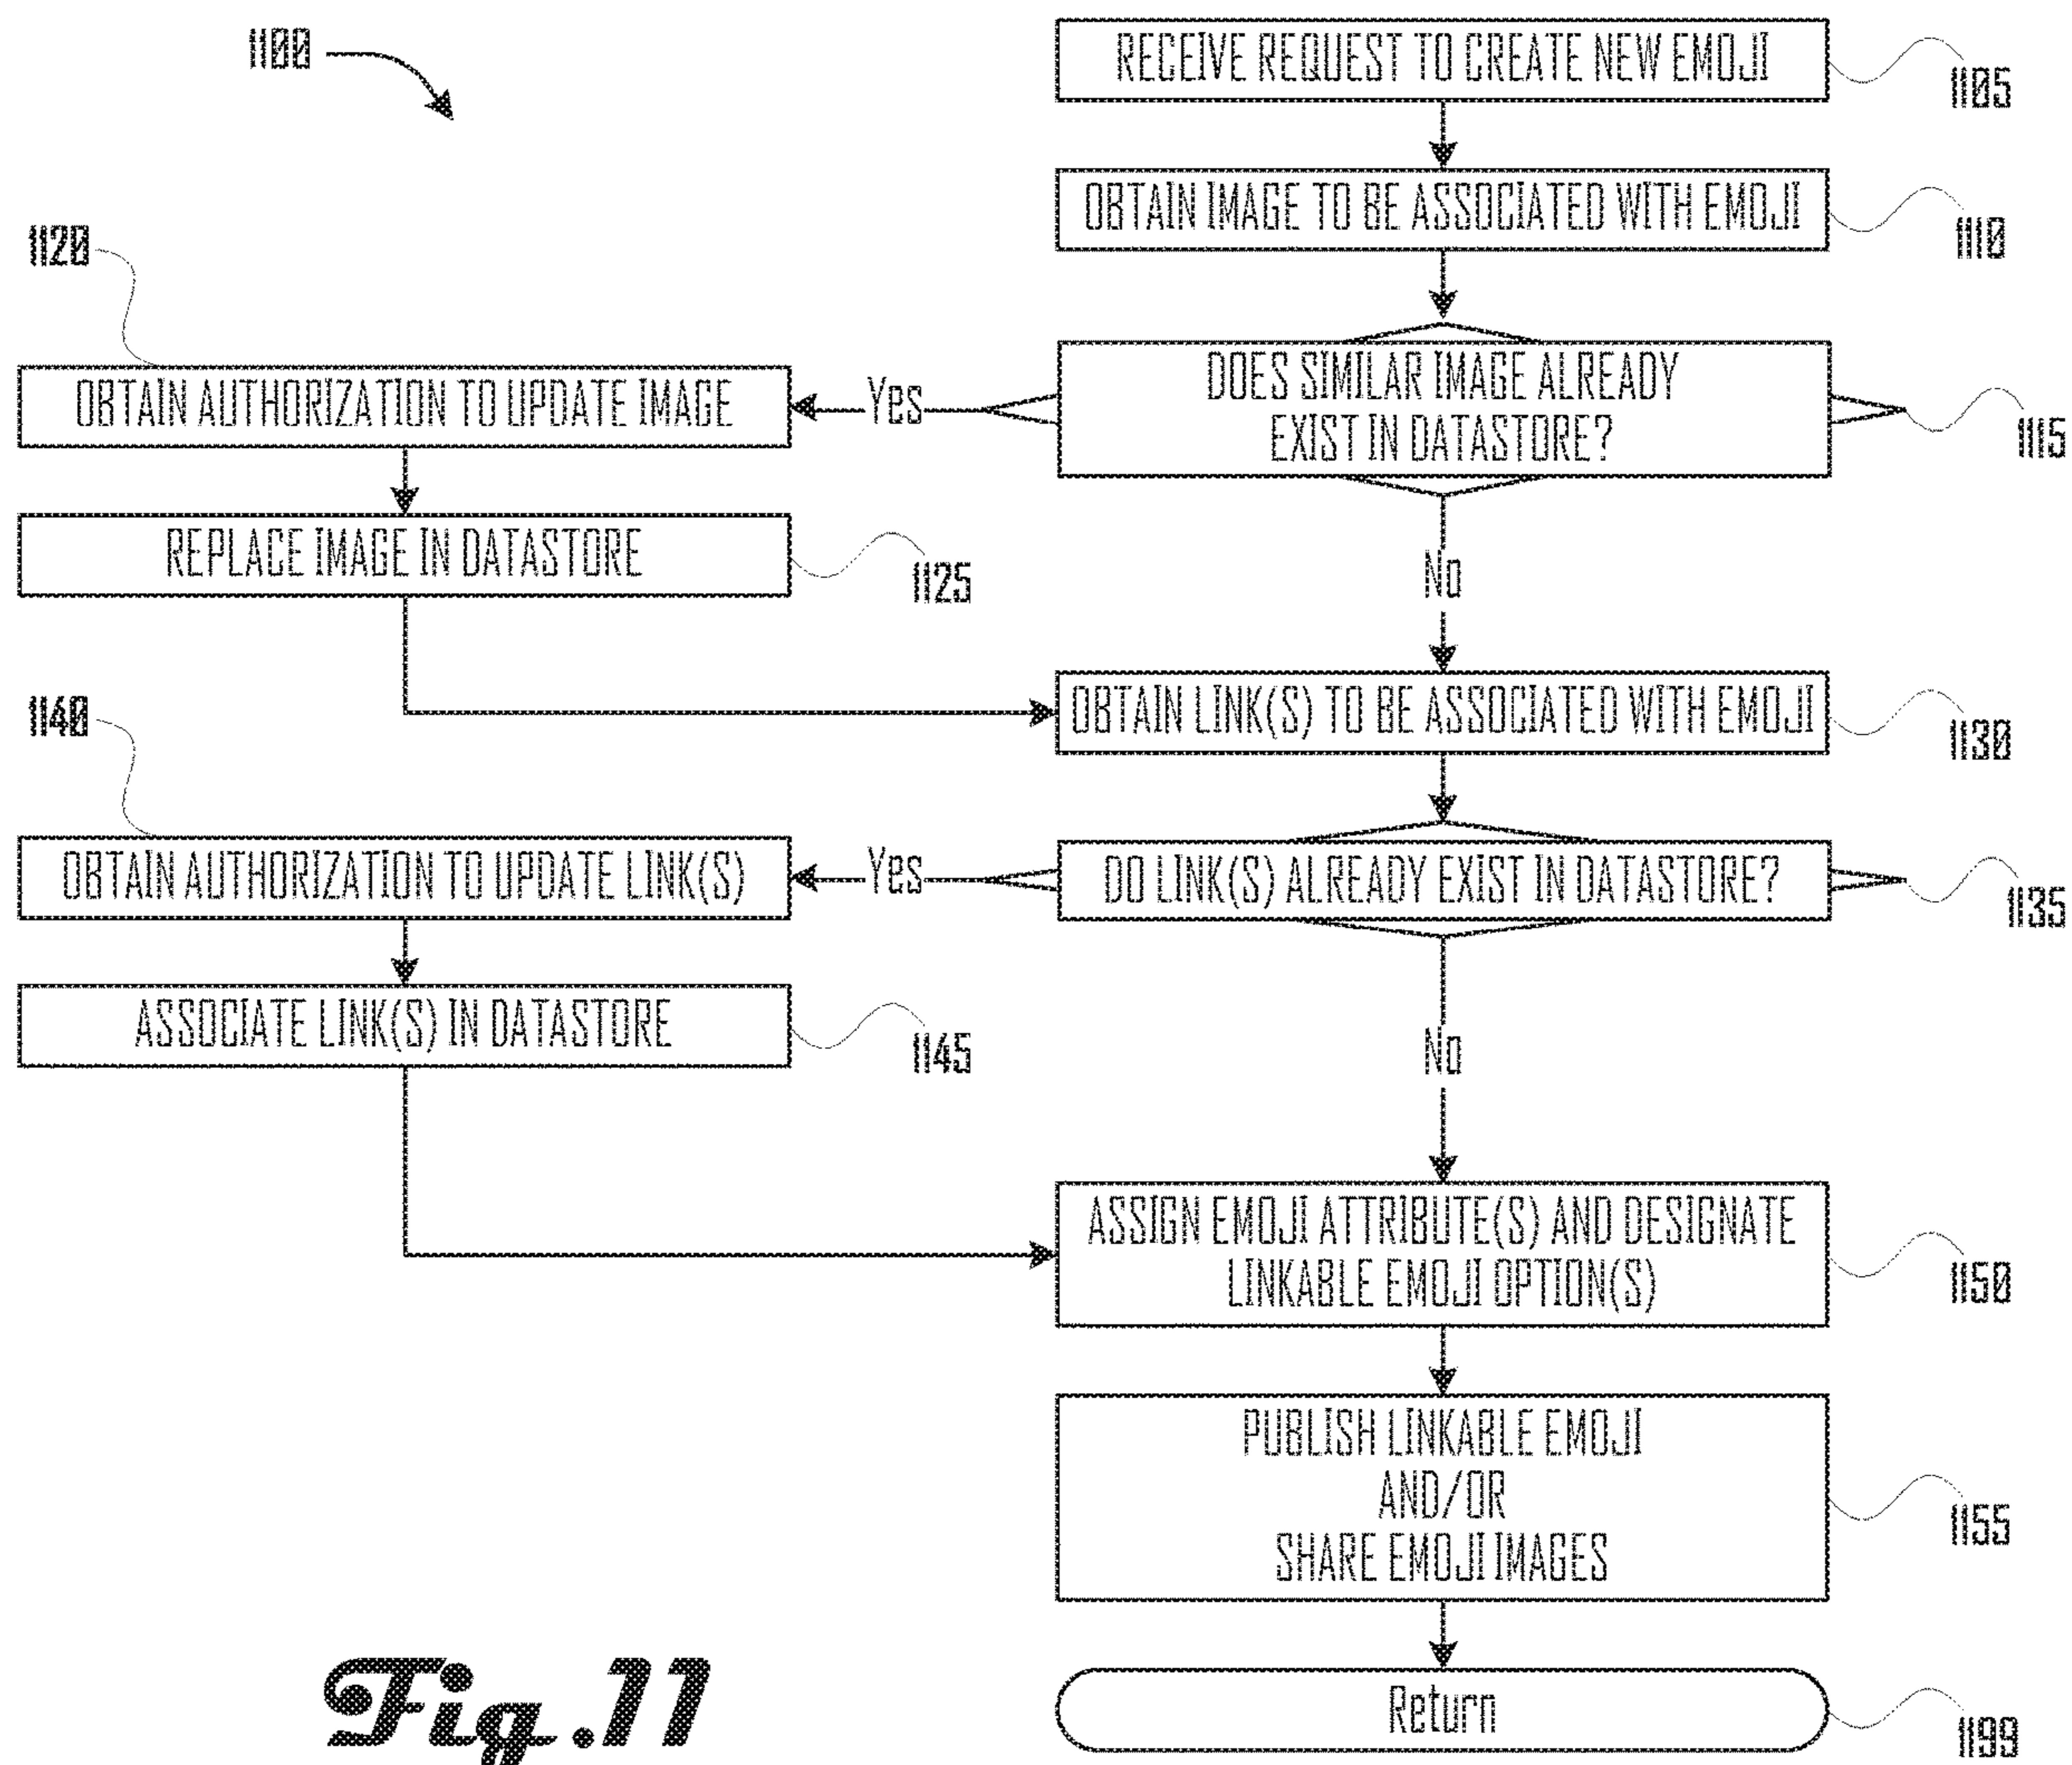 1100
RECEIVE REQUEST TO CREATE NEW EMOJI
1105
OBTAIN IMAGE TO BE ASSOCIATED WITH EMOJI
1110
DOES SIMILAR IMAGE ALREADY
EXIST IN DATASTORE?
1115
Yes
1120
OBTAIN AUTHORIZATION TO UPDATE IMAGE
REPLACE IMAGE IN DATASTORE
1125
No
OBTAIN LINK(S) TO BE ASSOCIATED WITH EMOJI
1130
DO LINK(S) ALREADY EXIST IN DATASTORE?
1135
Yes
1140
OBTAIN AUTHORIZATION TO UPDATE LINK(S)
ASSOCIATE LINK(S) IN DATASTORE
1145
No
ASSIGN EMOJI ATTRIBUTE(S) AND DESIGNATE
LINKABLE EMOJI OPTION(S)
1150
PUBLISH LINKABLE EMOJI
AND/OR
SHARE EMOJI IMAGES
1155
Return
1199
Fig.11